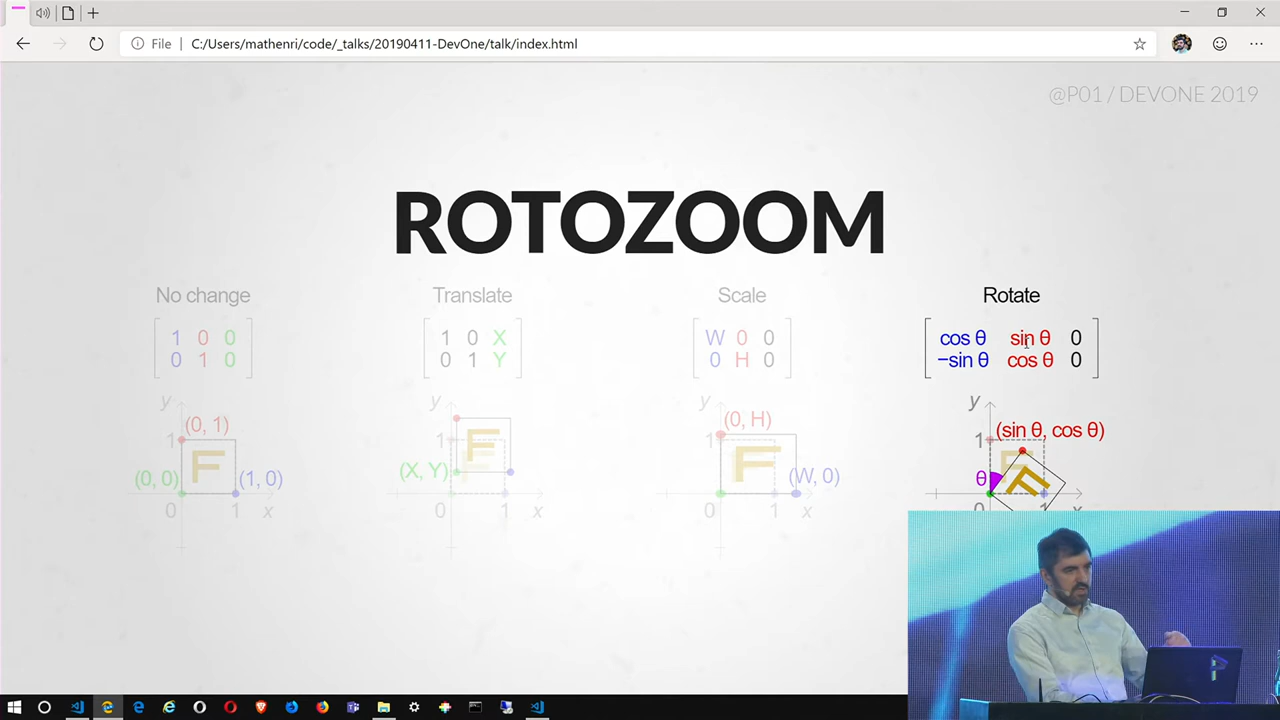 File | C:/Users/mathenri/code/_talks/20190411-DevOne/talk/index.html
@P01 / DEVONE 2019
ROTOZOOM
No change
Translate
Scale
Rotate
1 0 0
0 1 0
1 0 X
0 1 Y
W 0 0
0 H 0
cos θ sin θ 0
−sin θ cos θ 0
y
(0, 1)
(0, 0)
(1, 0)
0 1 x
y
1
(X, Y)
0 1 x
y
(0, H)
1
(W, 0)
0 1 x
y
1
(sin θ, cos θ)
θ
F
F
F
F